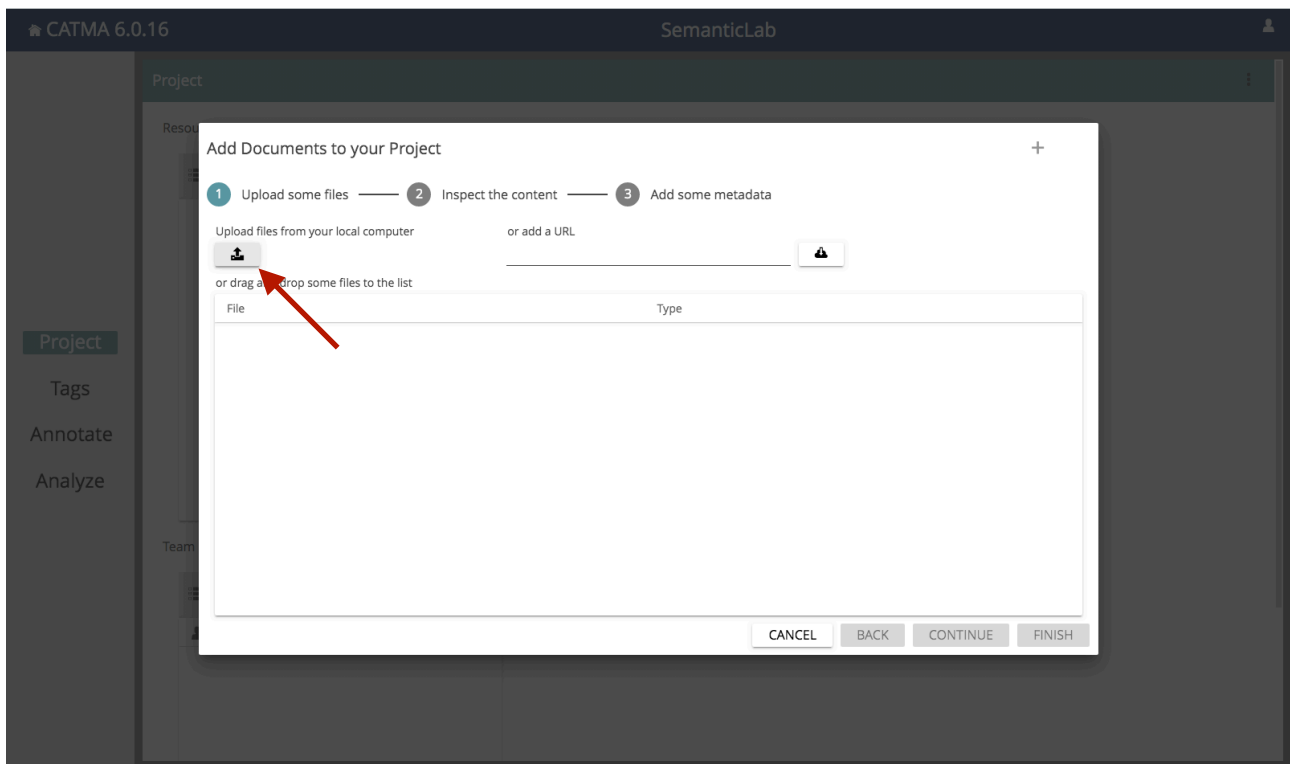 CATMA 6.0.16 SemanticLab
Project
Resou
Add Documents to your Project
1 Upload some files 2 Inspect the content 3 Add some metadata
Upload files from your local computer or add a URL
or drag a drop some files to the list
File Type
Project
Tags
Annotate
Analyze
Team
CANCEL BACK CONTINUE FINISH